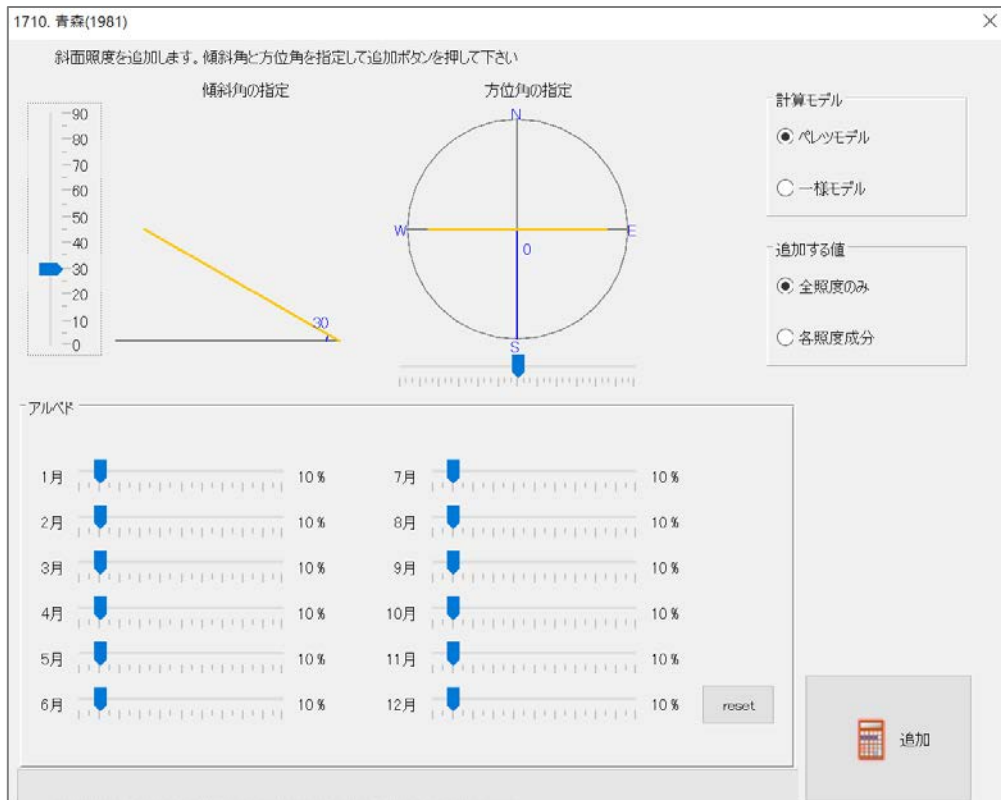 1710. 青森(1981)
斜面照度を追加します。傾斜角と方位角を指定して追加ボタンを押して下さい
傾斜角の指定
方位角の指定
90
80
70
60
50
40
30
20
10
0
30
N
W
E
0
S
計算モデル
ペレツモデル
一様モデル
追加する値
全照度のみ
各照度成分
アルベド
1月 10 %
7月 10 %
2月 10 %
8月 10 %
3月 10 %
9月 10 %
4月 10 %
10月 10 %
5月 10 %
11月 10 %
6月 10 %
12月 10 %
reset
追加